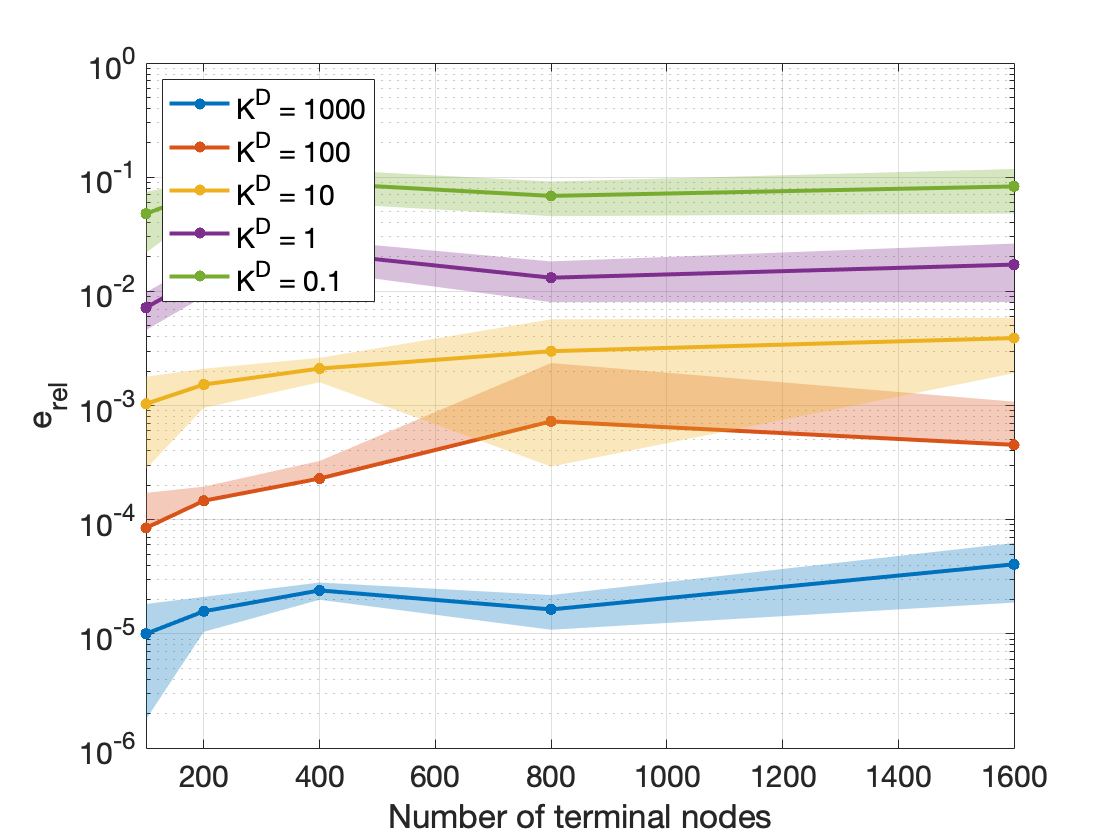 10^0
10^-1
10^-2
10^-3
10^-4
10^-5
10^-6
e_rel
K^D = 1000
K^D = 100
K^D = 10
K^D = 1
K^D = 0.1
200 400 600 800 1000 1200 1400 1600
Number of terminal nodes